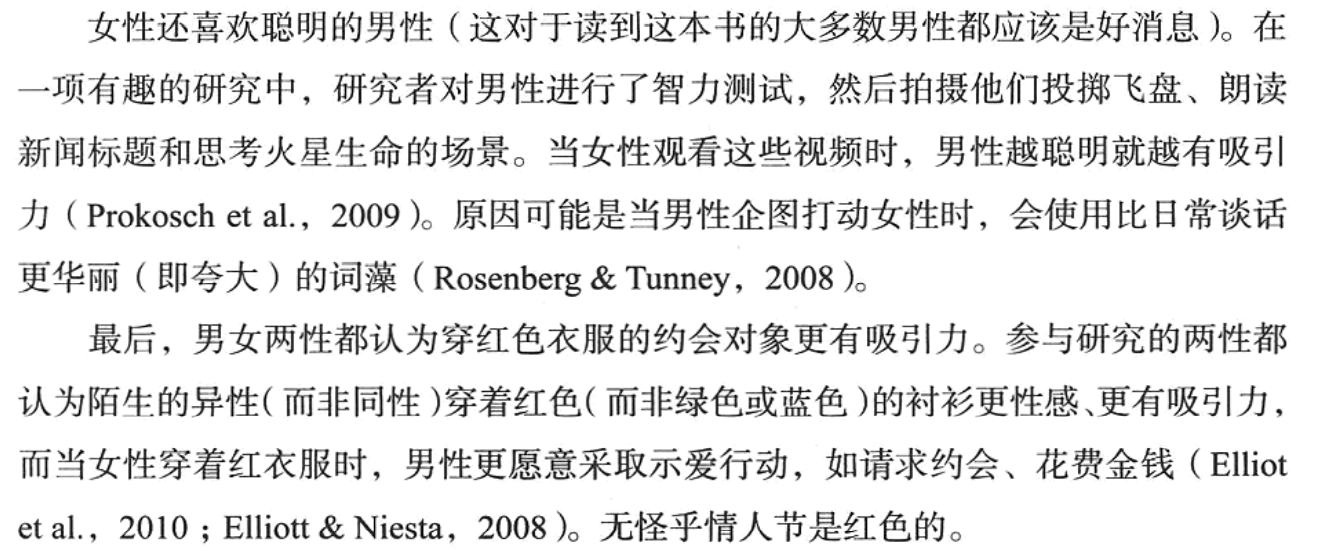 女性还喜欢聪明的男性（这对于读到这本书的大多数男性都应该是好消息）。在
一项有趣的研究中，研究者对男性进行了智力测试，然后拍摄他们投掷飞盘、朗读
新闻标题和思考火星生命的场景。当女性观看这些视频时，男性越聪明就越有吸引
力（Prokosch et al.，2009）。原因可能是当男性企图打动女性时，会使用比日常谈话
更华丽（即夸大）的词藻（Rosenberg & Tunney，2008）。
最后，男女两性都认为穿红色衣服的约会对象更有吸引力。参与研究的两性都
认为陌生的异性（而非同性）穿着红色（而非绿色或蓝色）的衬衫更性感、更有吸引力，
而当女性穿着红衣服时，男性更愿意采取示爱行动，如请求约会、花费金钱（Elliot
et al.，2010；Elliott & Niesta，2008）。无怪乎情人节是红色的。